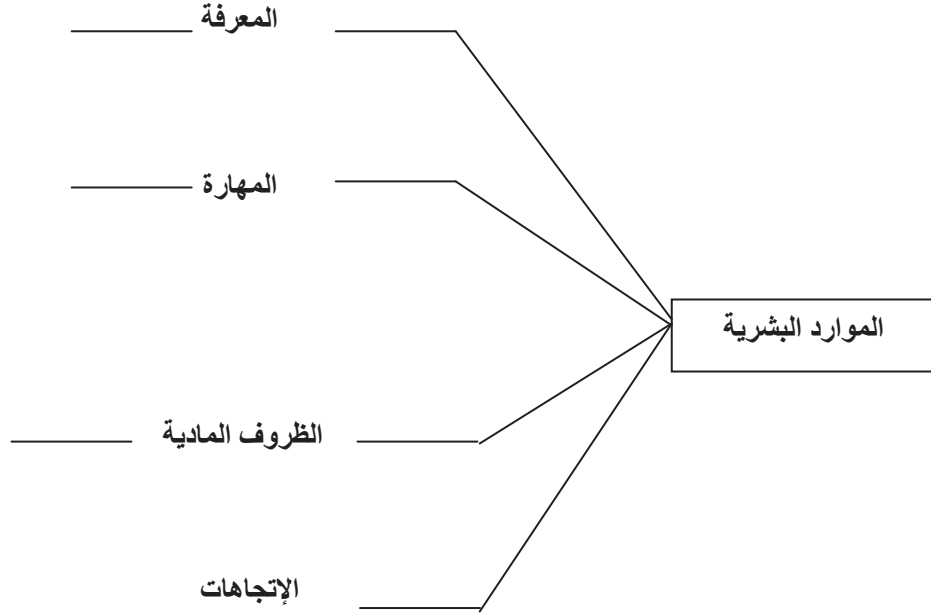 المعرفة
المهارة
الموارد البشرية
الظروف المادية
الإتجاهات